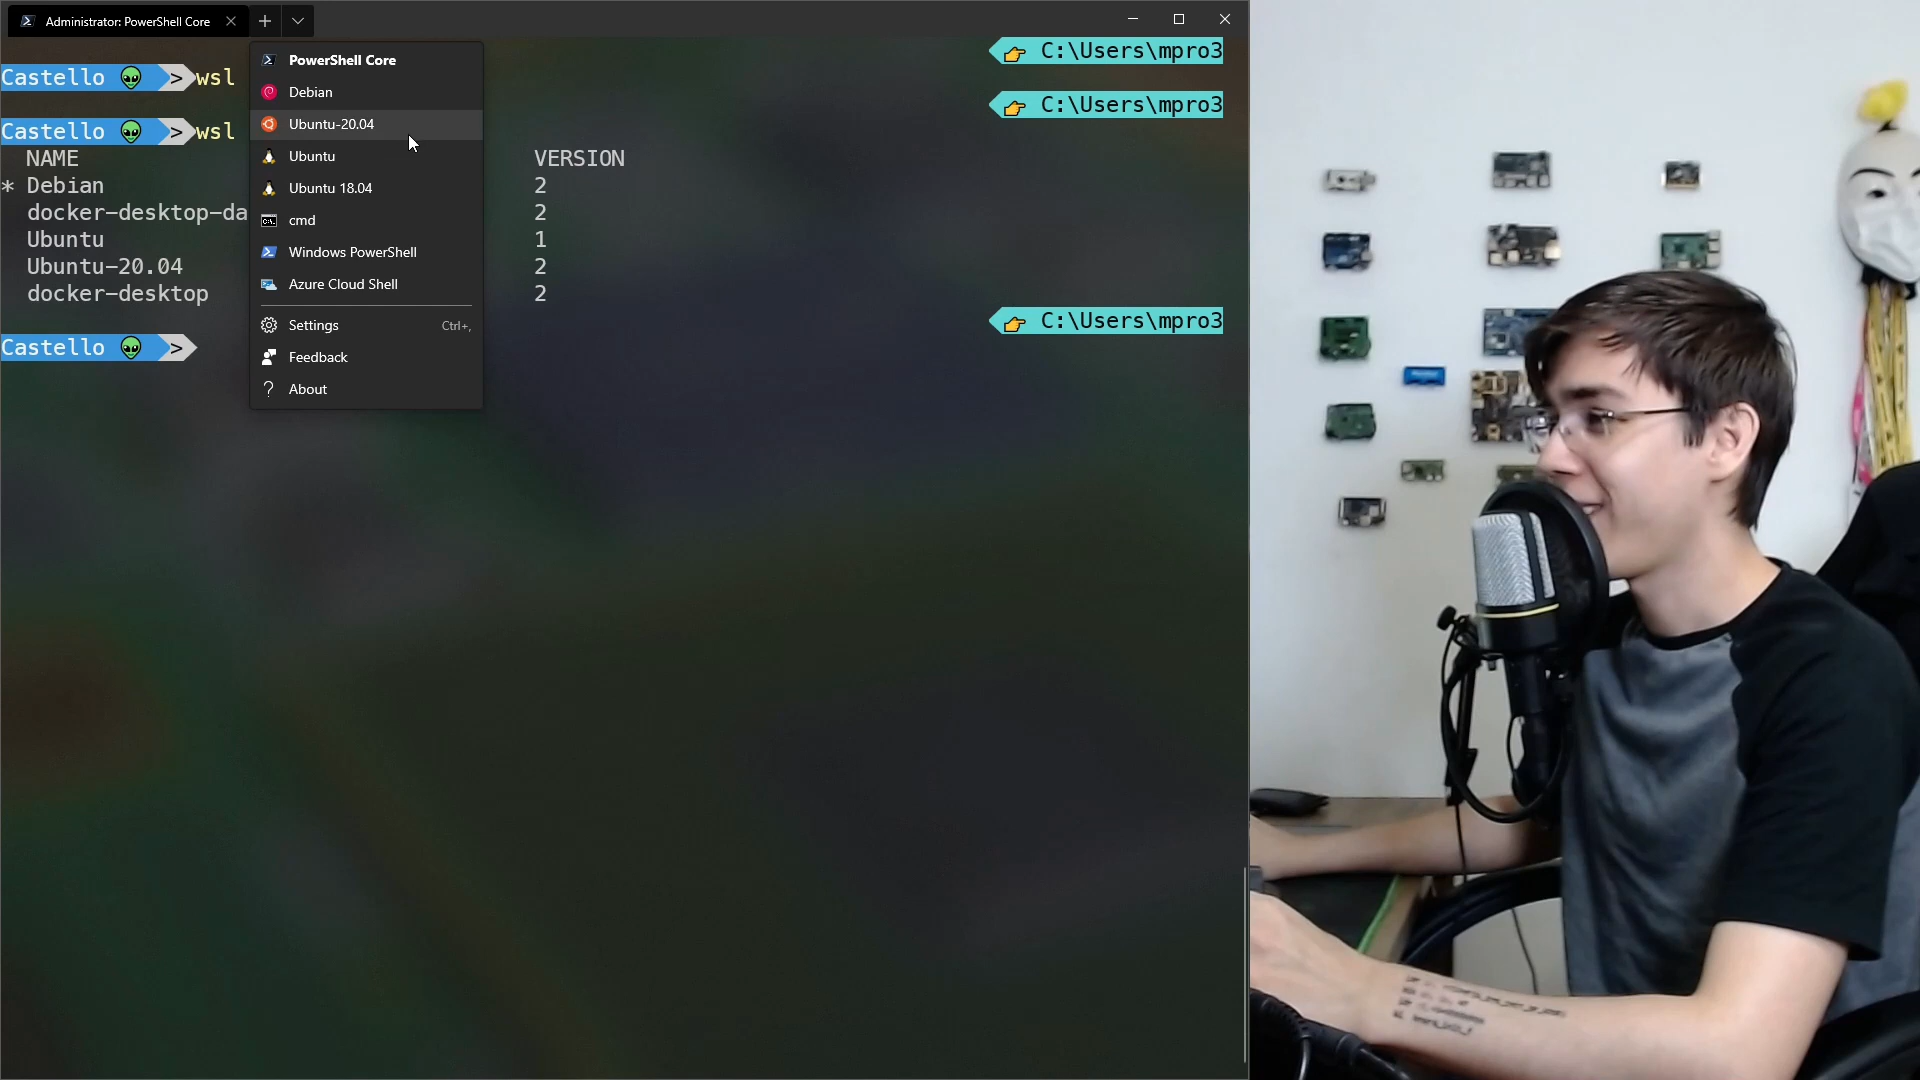 Administrator: PowerShell Core
C:\Users\mpro3
Castello > wsl
C:\Users\mpro3
Castello > wsl
NAME VERSION
* Debian 2
docker-desktop-da 2
Ubuntu 1
Ubuntu-20.04 2
docker-desktop 2
C:\Users\mpro3
Castello >
PowerShell Core
Debian
Ubuntu-20.04
Ubuntu
Ubuntu 18.04
cmd
Windows PowerShell
Azure Cloud Shell
Settings Ctrl+,
Feedback
About